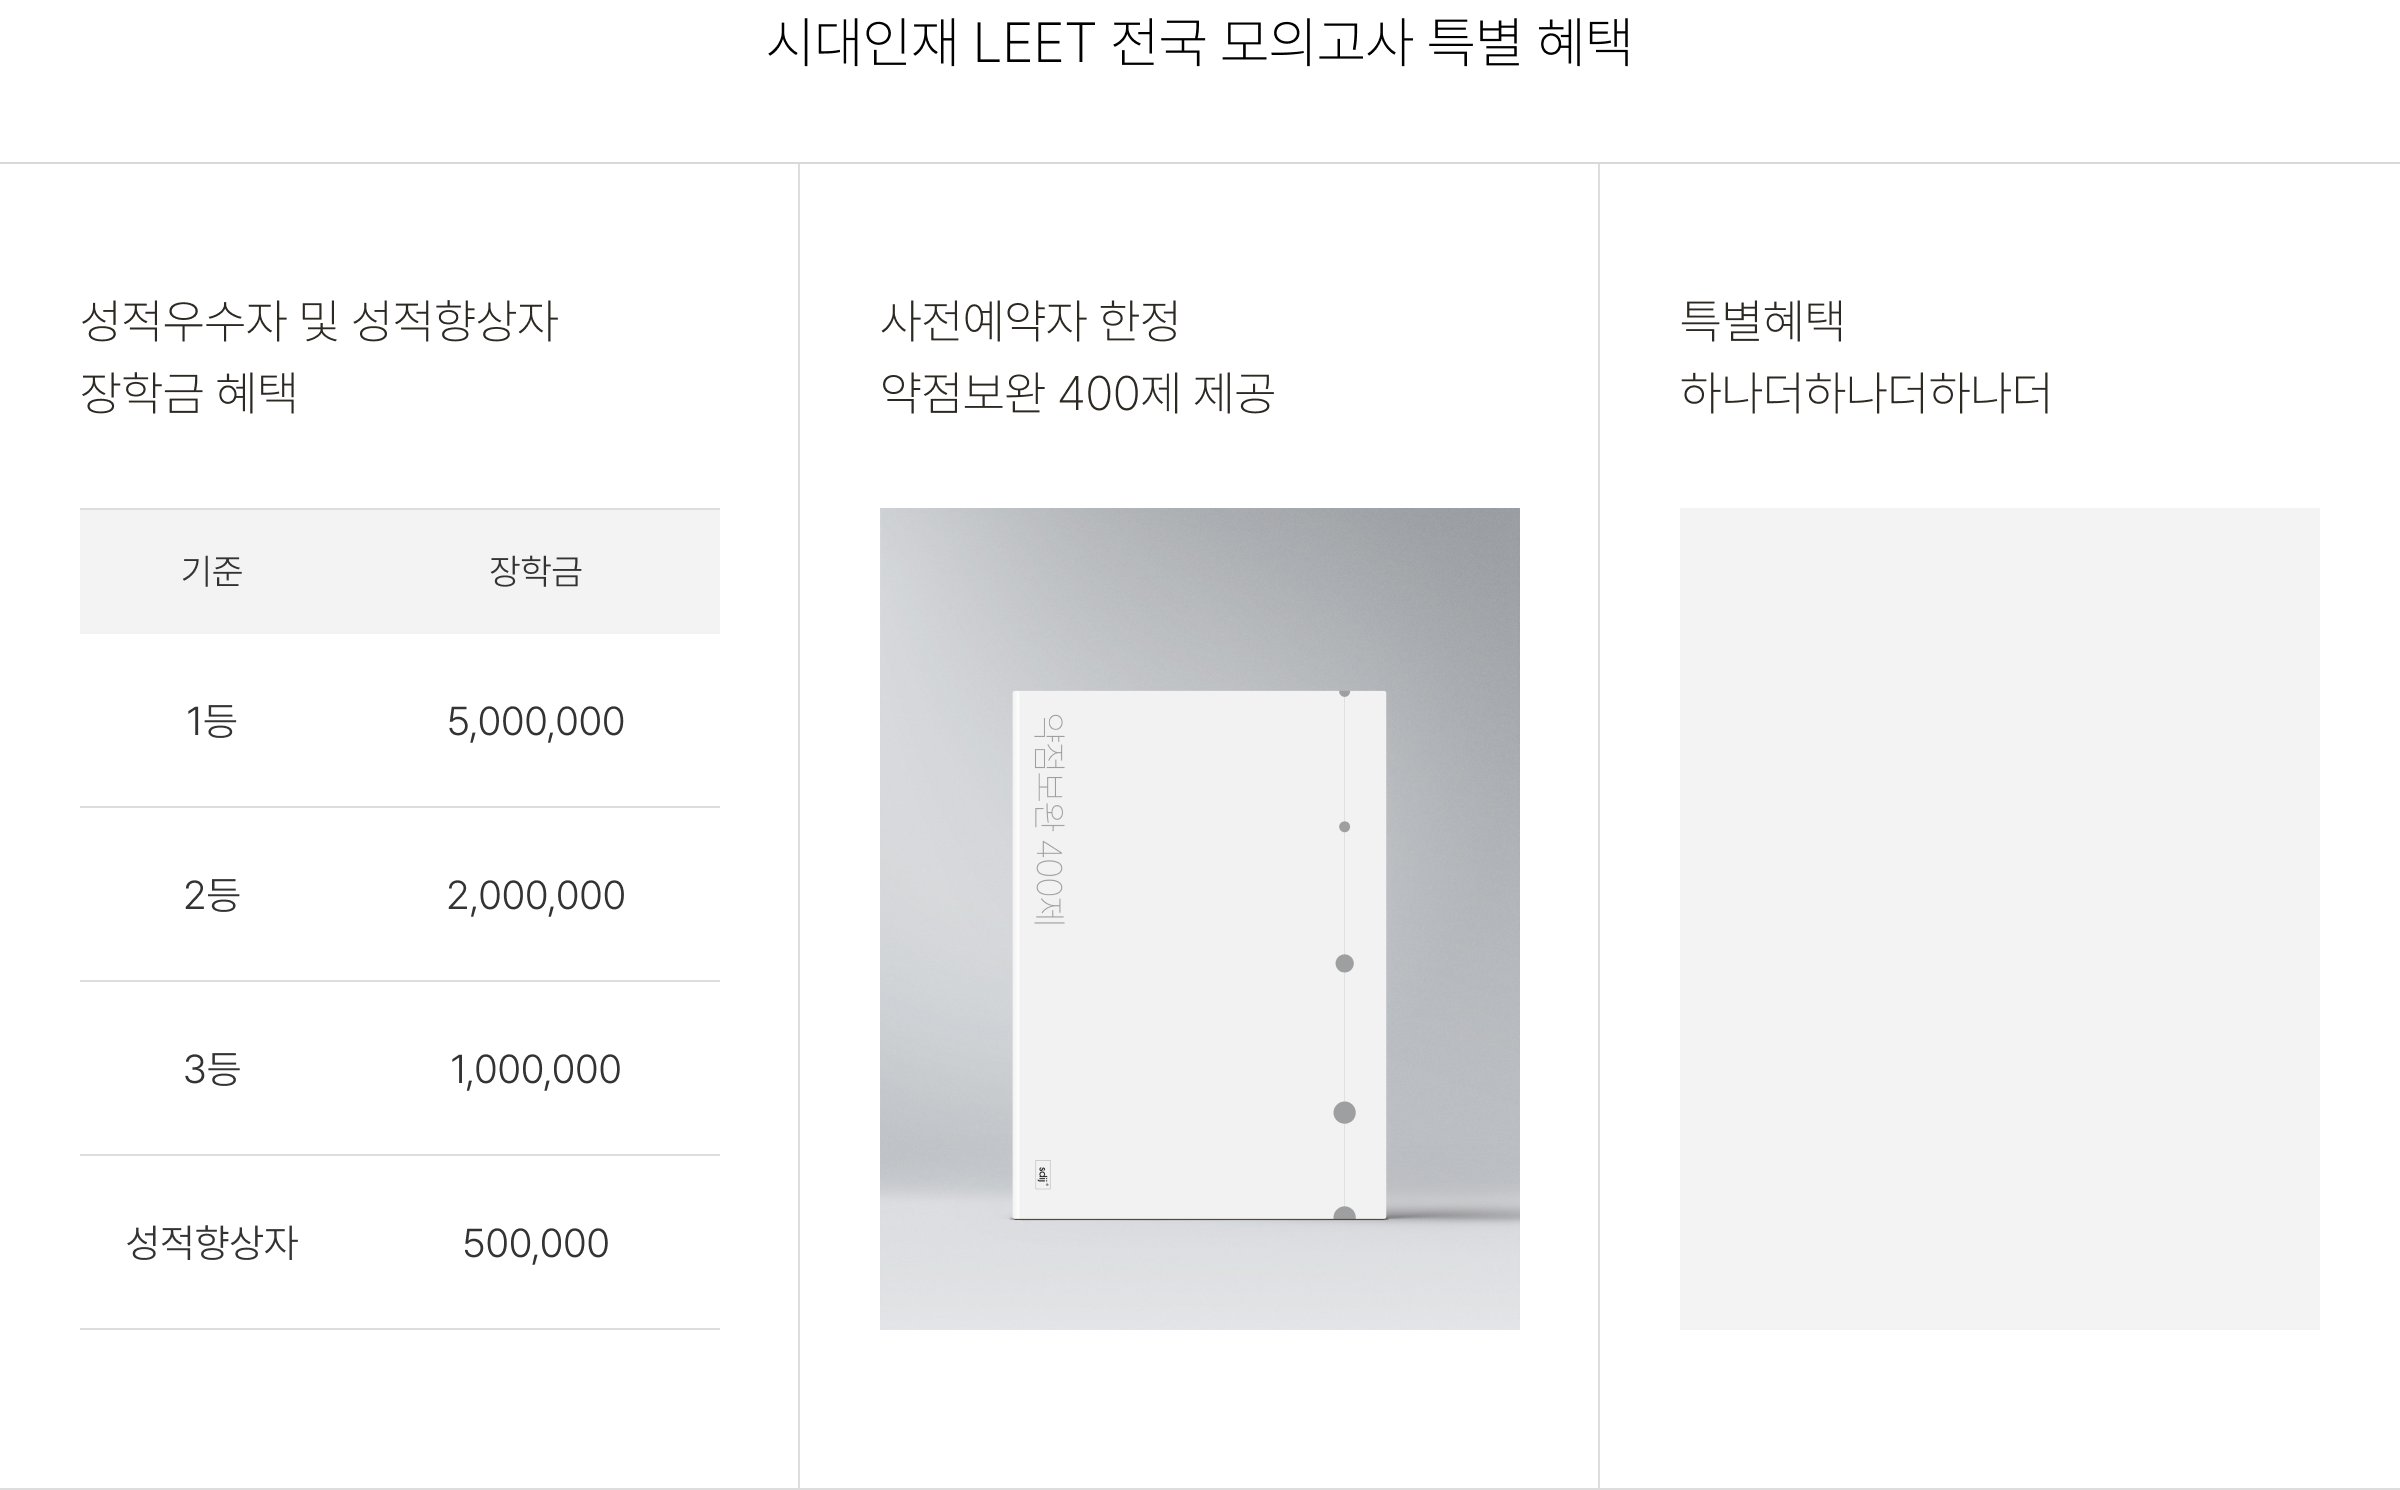 시대인재 LEET 전국 모의고사 특별 혜택
성적우수자 및 성적향상자
장학금 혜택
기준 장학금
1등 5,000,000
2등 2,000,000
3등 1,000,000
성적향상자 500,000
사전예약자 한정
약점보완 400제 제공
약점보완 400제
sdij
특별혜택
하나더하나더하나더